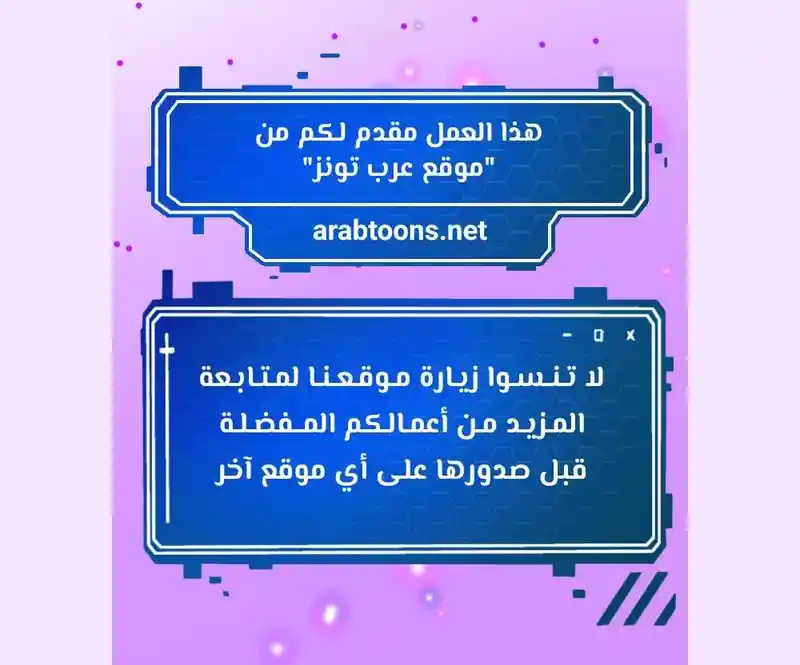 هذا العمل مقدم لكم من
"موقع عرب تونز"
arabtoons.net
لا تنسوا زيارة موقعنا لمتابعة
المزيد من أعمالكم المفضلة
قبل صدورها على أي موقع آخر